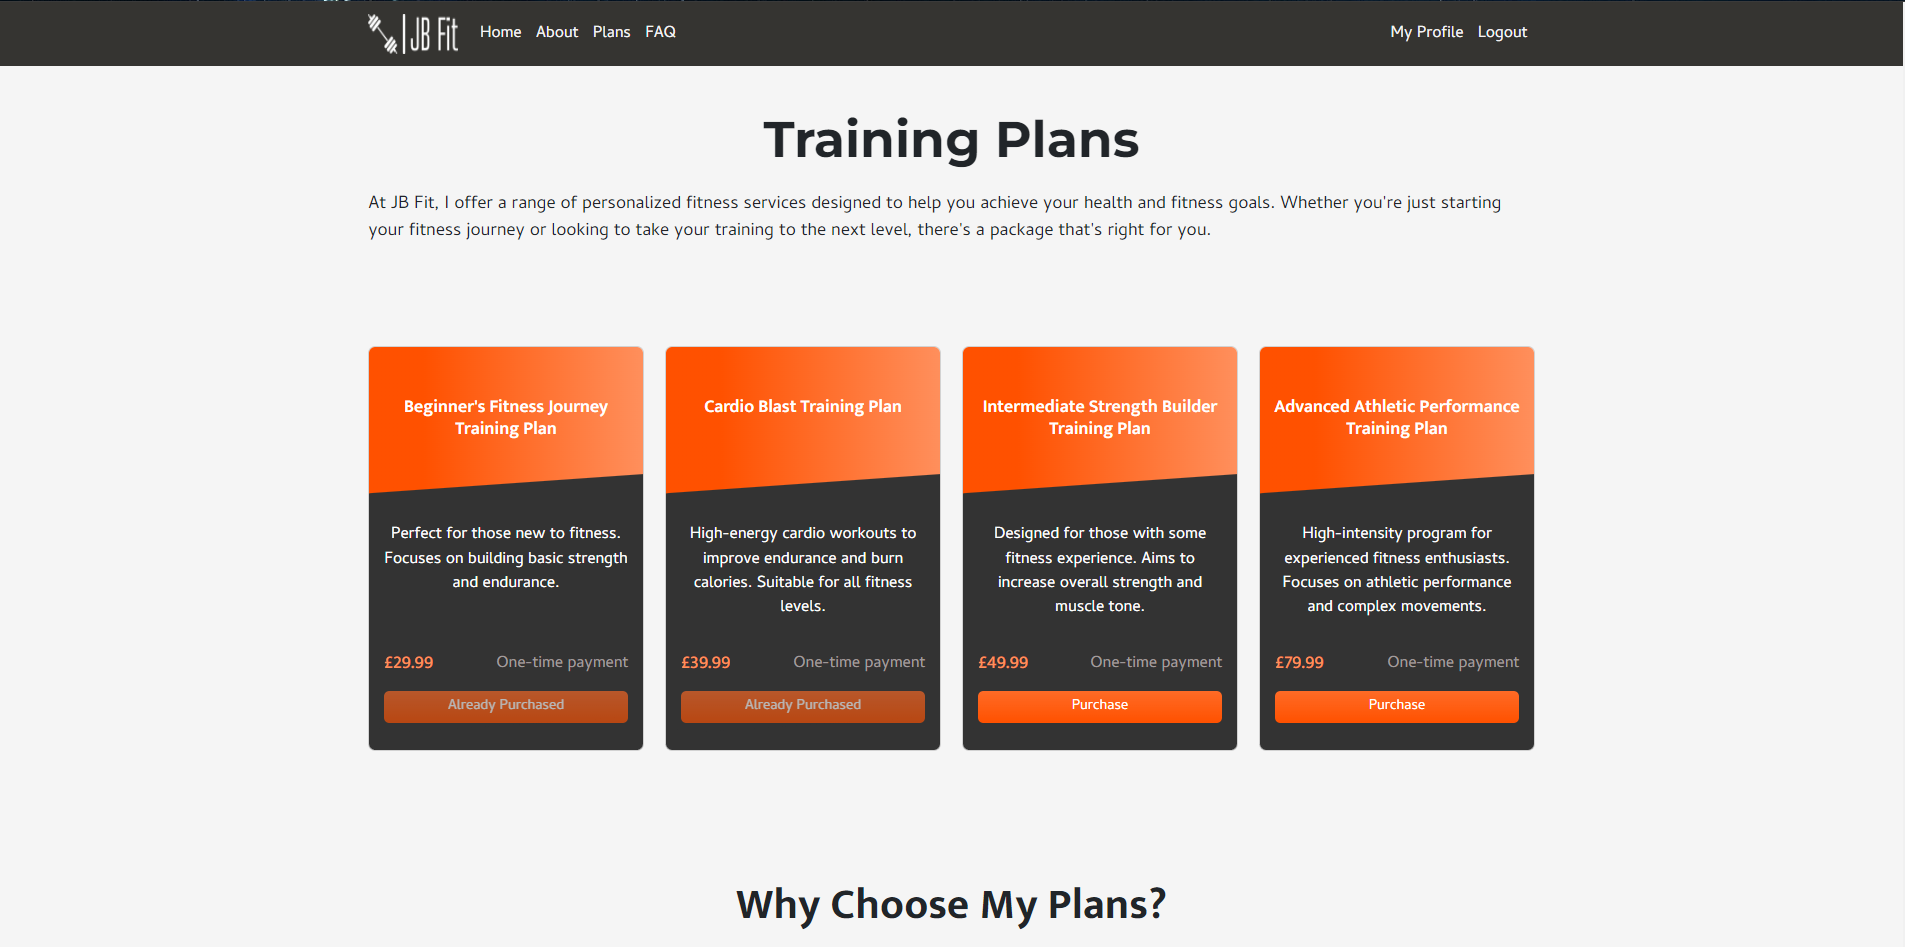 JB Fit Home About Plans FAQ My Profile Logout
Training Plans
At JB Fit, I offer a range of personalized fitness services designed to help you achieve your health and fitness goals. Whether you're just starting
your fitness journey or looking to take your training to the next level, there's a package that's right for you.
Beginner's Fitness Journey
Training Plan
Perfect for those new to fitness.
Focuses on building basic strength
and endurance.
£29.99 One-time payment
Already Purchased
Cardio Blast Training Plan
High-energy cardio workouts to
improve endurance and burn
calories. Suitable for all fitness
levels.
£39.99 One-time payment
Already Purchased
Intermediate Strength Builder
Training Plan
Designed for those with some
fitness experience. Aims to
increase overall strength and
muscle tone.
£49.99 One-time payment
Purchase
Advanced Athletic Performance
Training Plan
High-intensity program for
experienced fitness enthusiasts.
Focuses on athletic performance
and complex movements.
£79.99 One-time payment
Purchase
Why Choose My Plans?